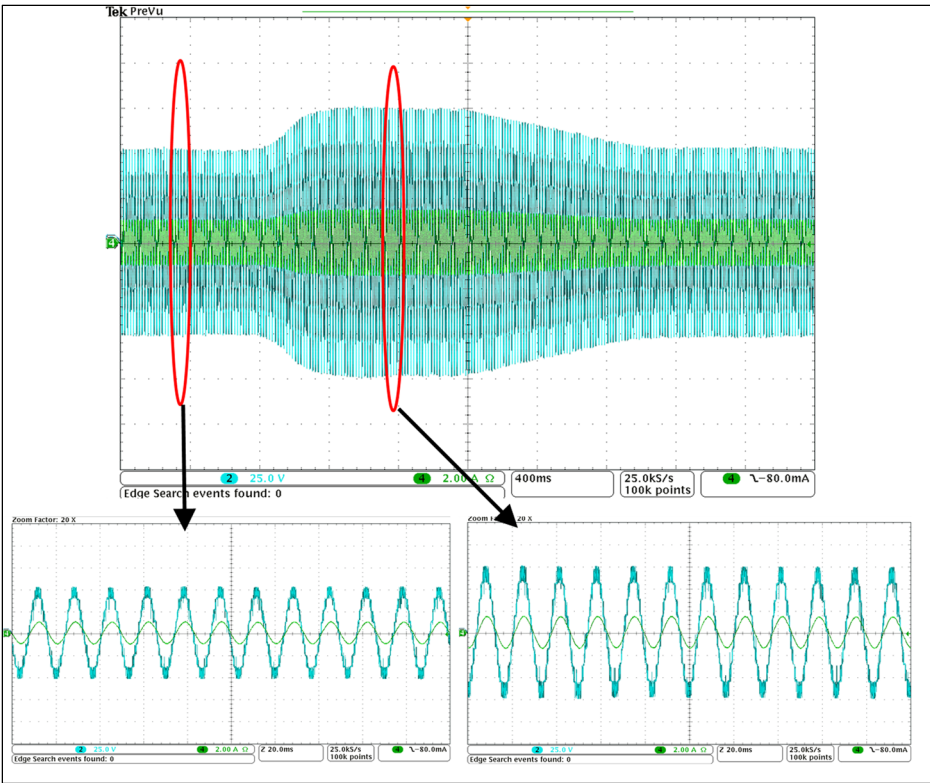 Tek PreVu
4
2 25.0 V 4 2.00 A Ω 400ms 25.0kS/s 100k points 4 -80.0mA
Edge Search events found: 0
Zoom Factor: 20 X
2 25.0 V 4 2.00 A Ω Z 20.0ms 25.0kS/s 100k points 4 -80.0mA
Edge Search events found: 0
20 X
2 25.0 V 4 2.00 A Ω Z 20.0ms 25.0kS/s 100k points 4 -80.0mA
Edge Search events found: 0